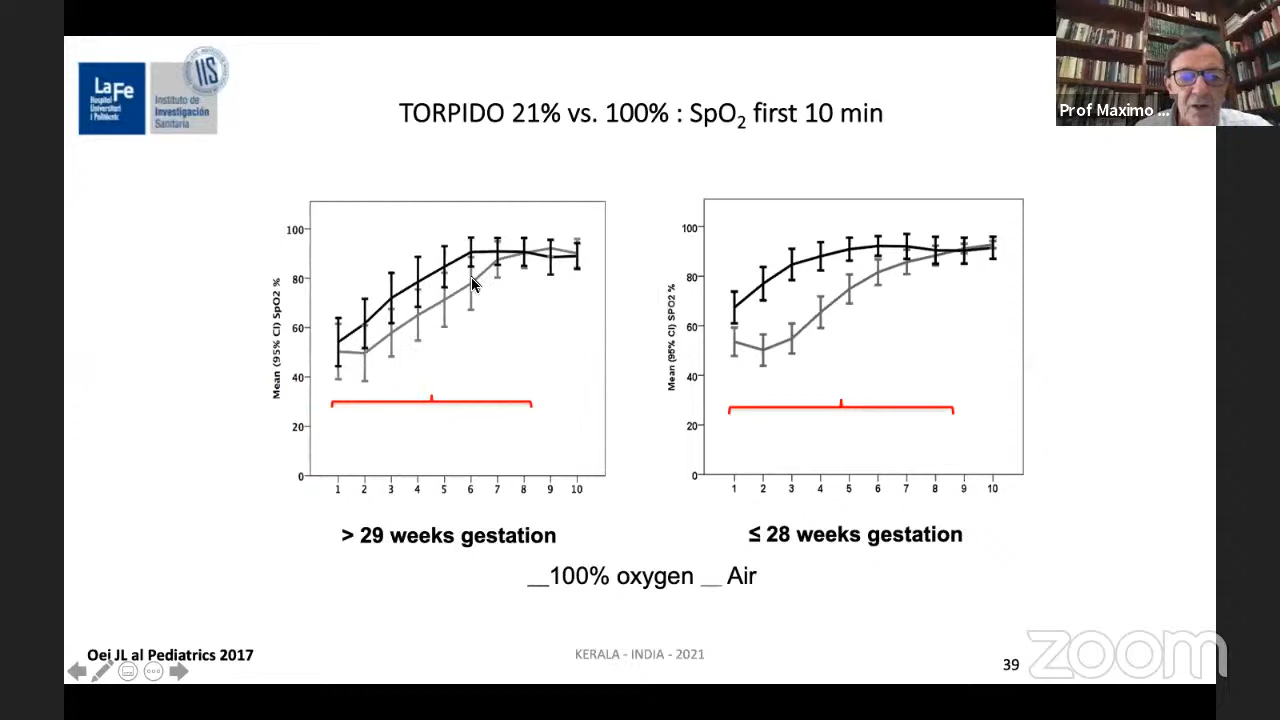 La Fe
Hospital
Universitari
i Politècnic
IIS
Instituto de
Investigación
Sanitaria
Prof Maximo ...
TORPIDO 21% vs. 100% : SpO2 first 10 min
Mean (95% CI) SpO2 %
100
80
60
40
20
0
1 2 3 4 5 6 7 8 9 10
> 29 weeks gestation
Mean (95% CI) SPO2 %
100
80
60
40
20
0
1 2 3 4 5 6 7 8 9 10
≤ 28 weeks gestation
__100% oxygen __ Air
Oei JL al Pediatrics 2017
KERALA - INDIA - 2021
39
zoom